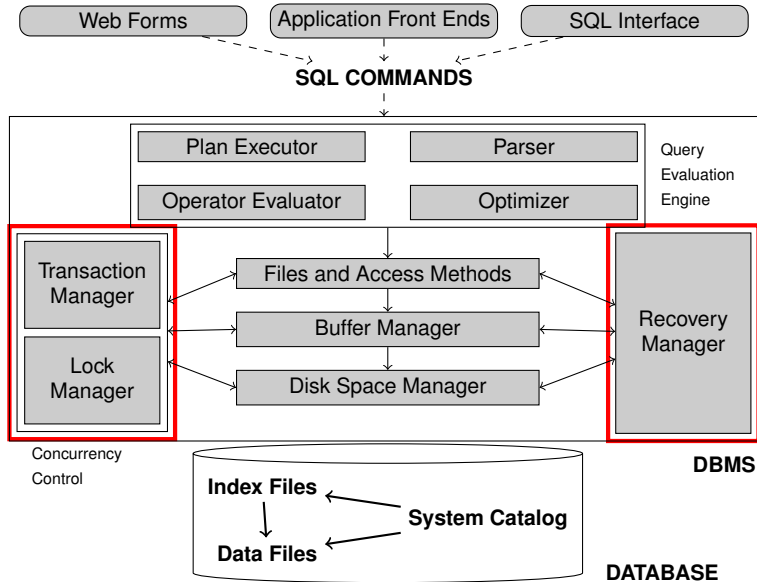 Web Forms
Application Front Ends
SQL Interface
SQL COMMANDS
Plan Executor
Parser
Operator Evaluator
Optimizer
Query
Evaluation
Engine
Transaction
Manager
Lock
Manager
Files and Access Methods
Buffer Manager
Disk Space Manager
Recovery
Manager
Concurrency
Control
DBMS
Index Files
System Catalog
Data Files
DATABASE